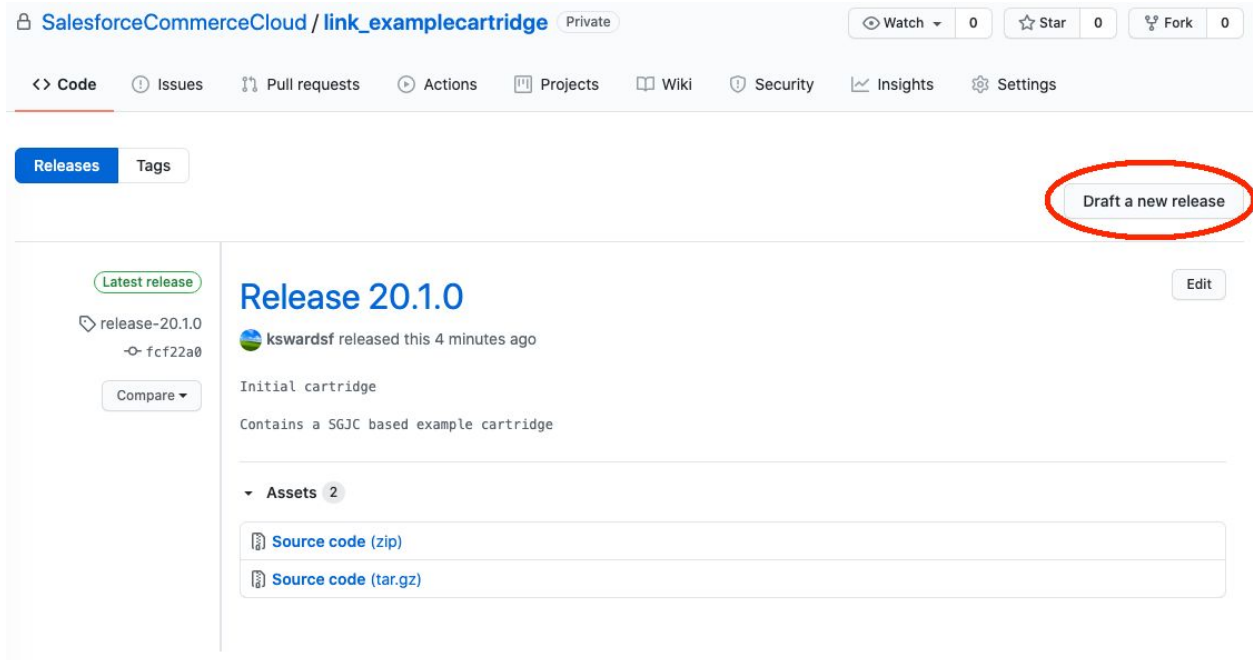 SalesforceCommerceCloud / link_examplecartridge Private Watch 0 Star 0 Fork 0
<> Code Issues Pull requests Actions Projects Wiki Security Insights Settings
Releases Tags
Draft a new release
Latest release
release-20.1.0
fcf22a0
Compare
Release 20.1.0
Edit
kswardsf released this 4 minutes ago
Initial cartridge
Contains a SGJC based example cartridge
Assets 2
Source code (zip)
Source code (tar.gz)